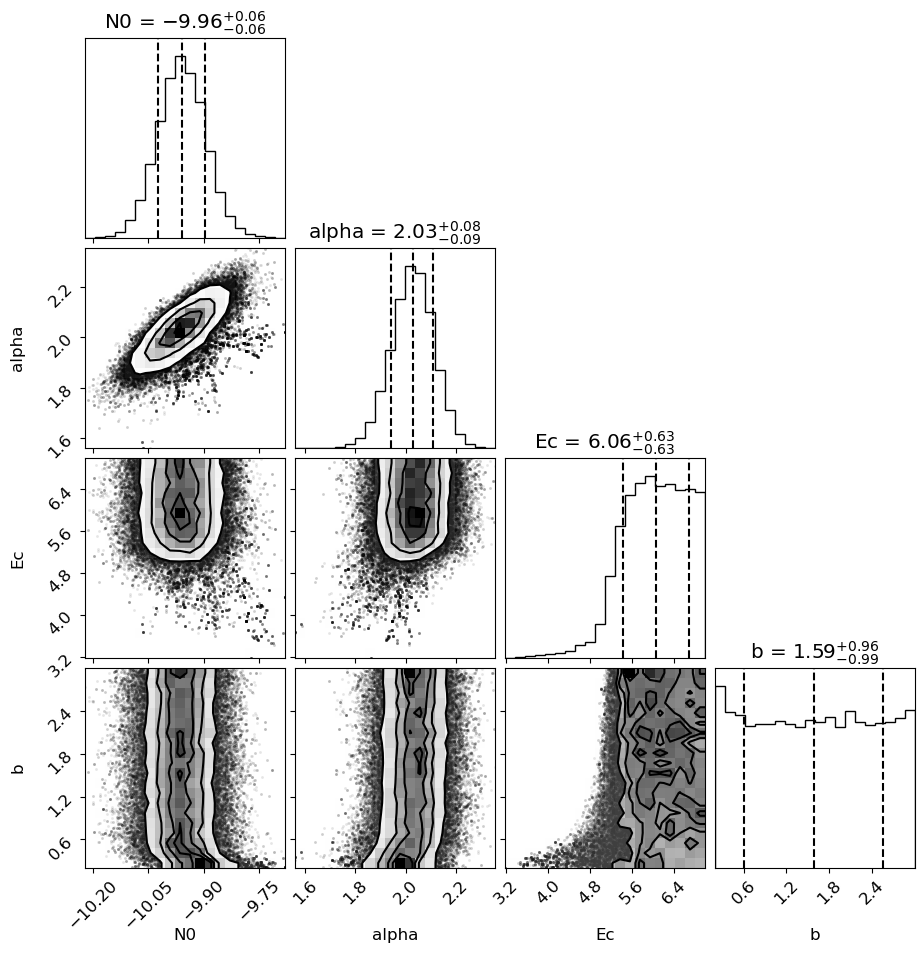 N0 = −9.96+0.06 −0.06
alpha = 2.03+0.08 −0.09
2.2
2.0
1.8
1.6
alpha
Ec = 6.06+0.63 −0.63
6.4
5.6
4.8
4.0
3.2
Ec
b = 1.59+0.96 −0.99
2.4
1.8
1.2
0.6
b
−10.20 −10.05 −9.90 −9.75
N0
1.6 1.8 2.0 2.2
alpha
3.2 4.0 4.8 5.6 6.4
Ec
0.6 1.2 1.8 2.4
b